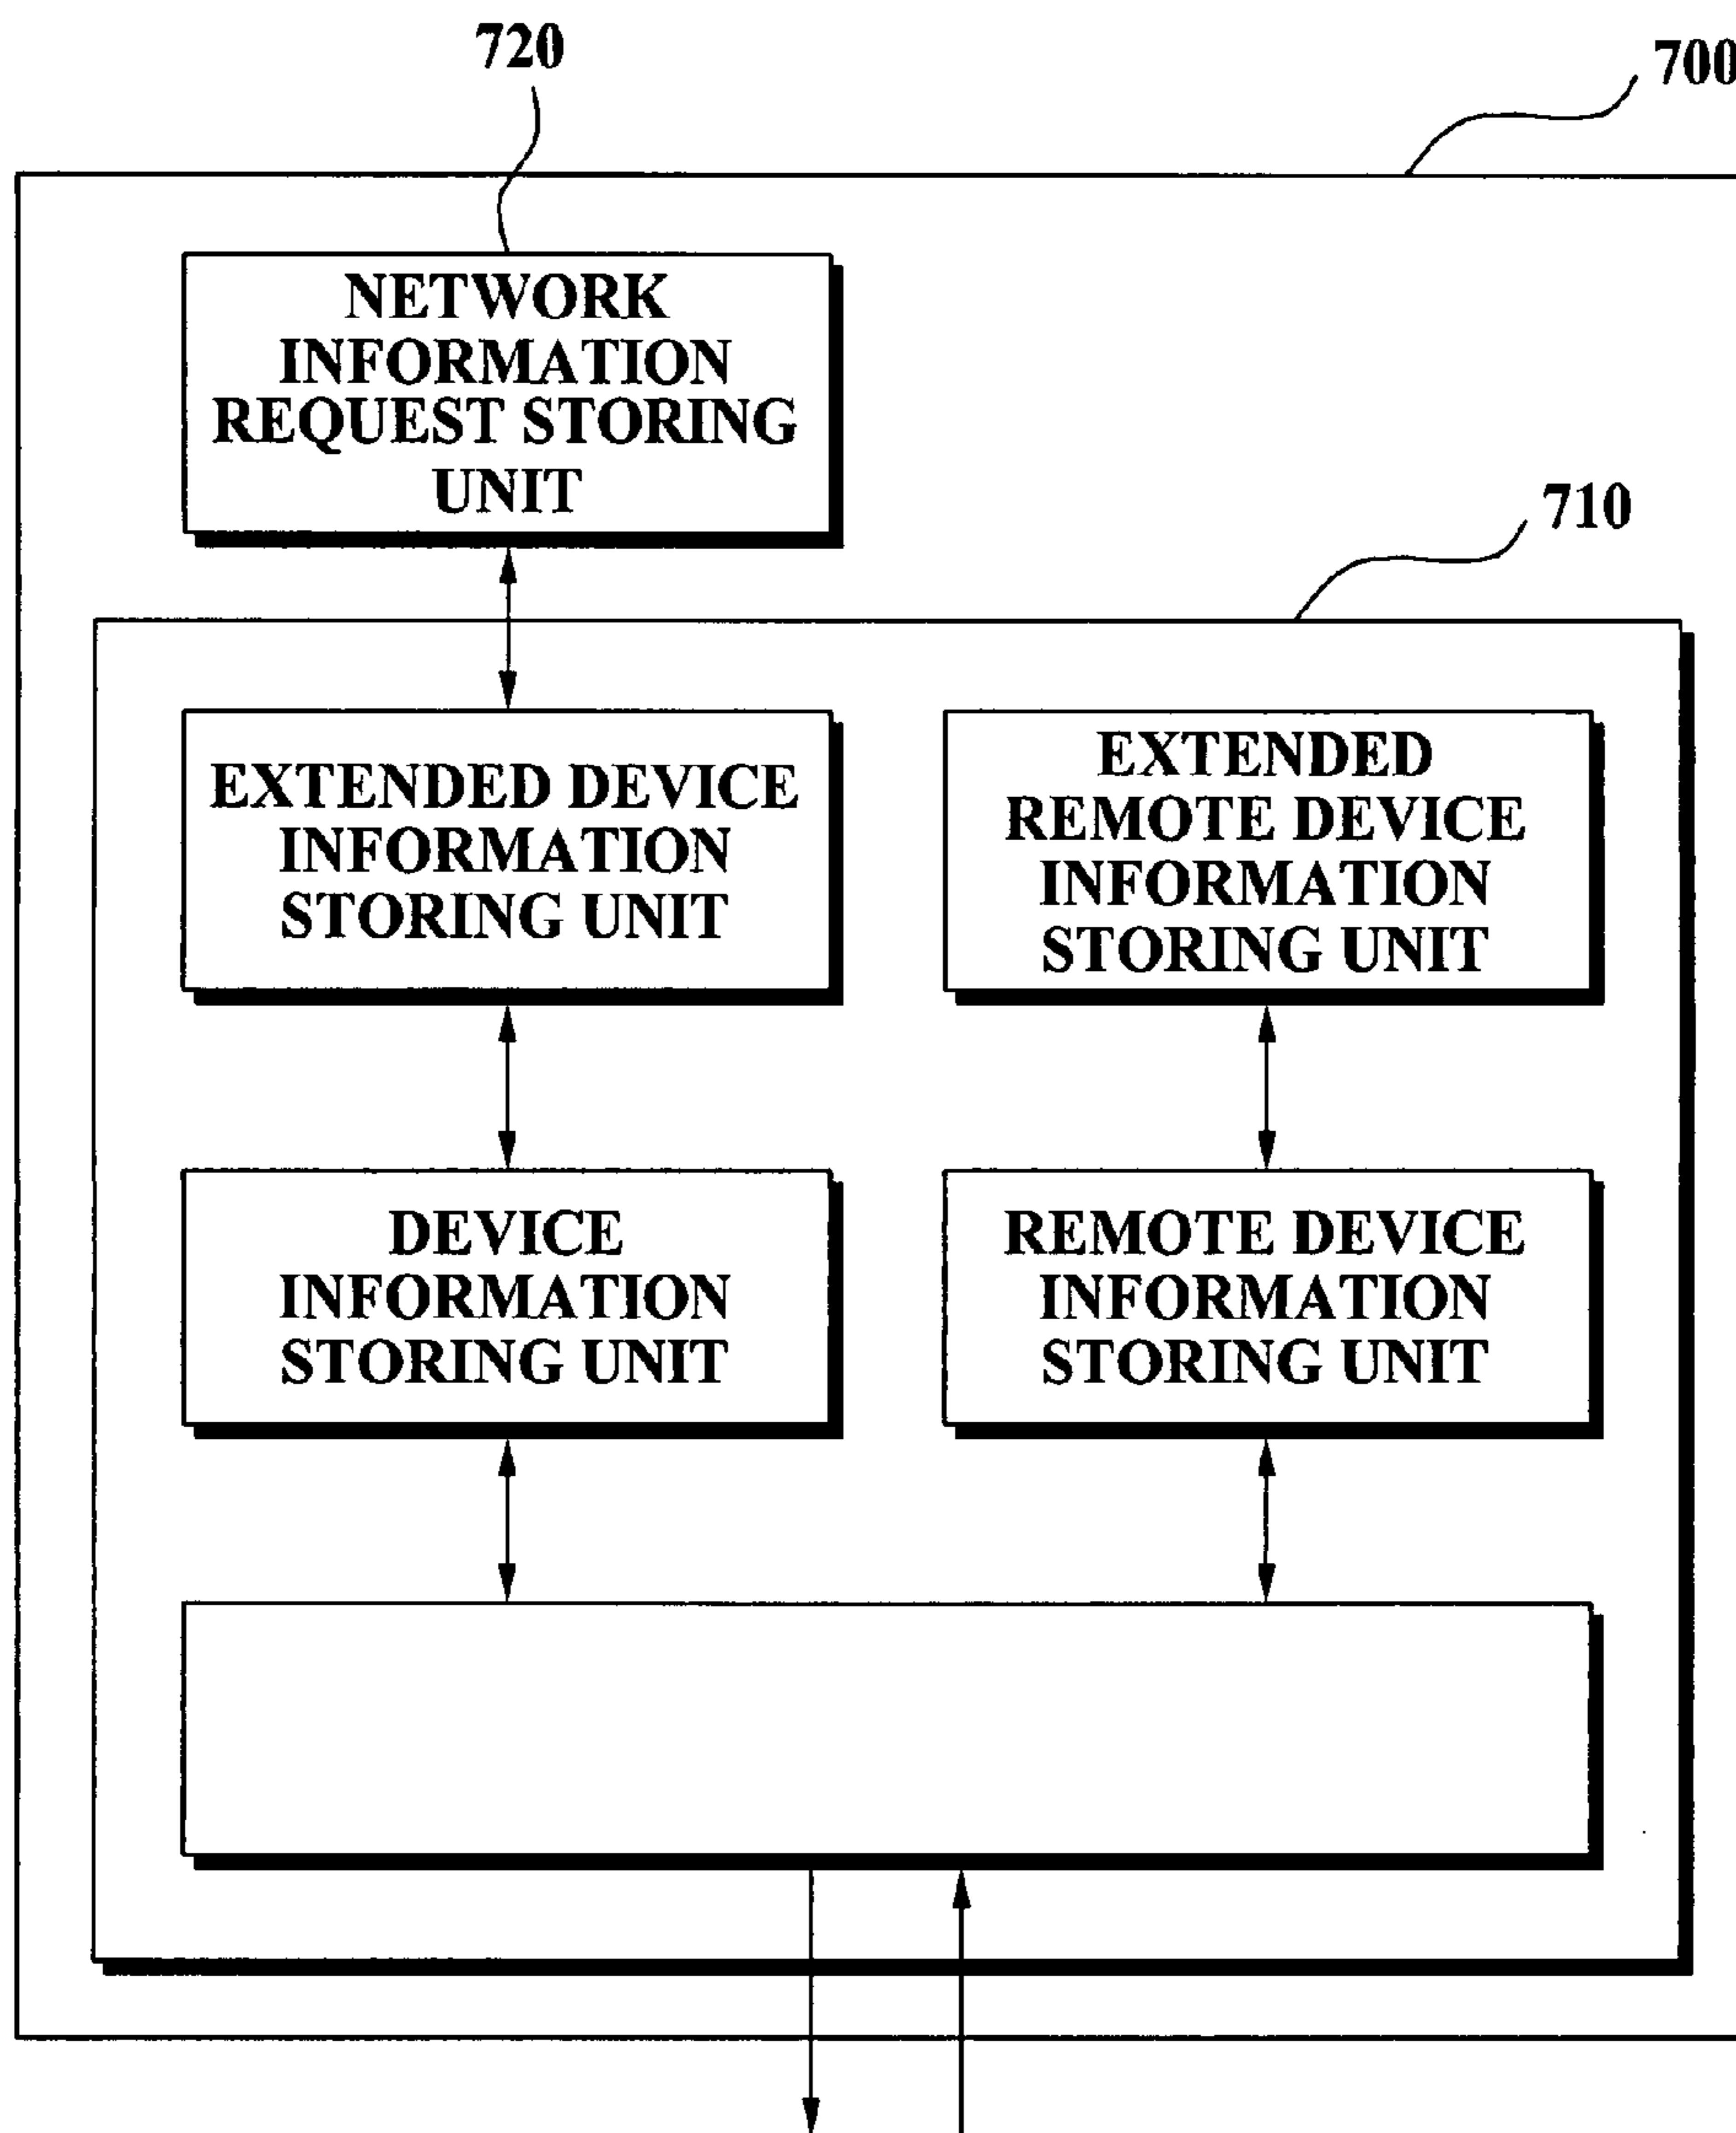 720
700
NETWORK
INFORMATION
REQUEST STORING
UNIT
710
EXTENDED DEVICE
INFORMATION
STORING UNIT
EXTENDED
REMOTE DEVICE
INFORMATION
STORING UNIT
DEVICE
INFORMATION
STORING UNIT
REMOTE DEVICE
INFORMATION
STORING UNIT